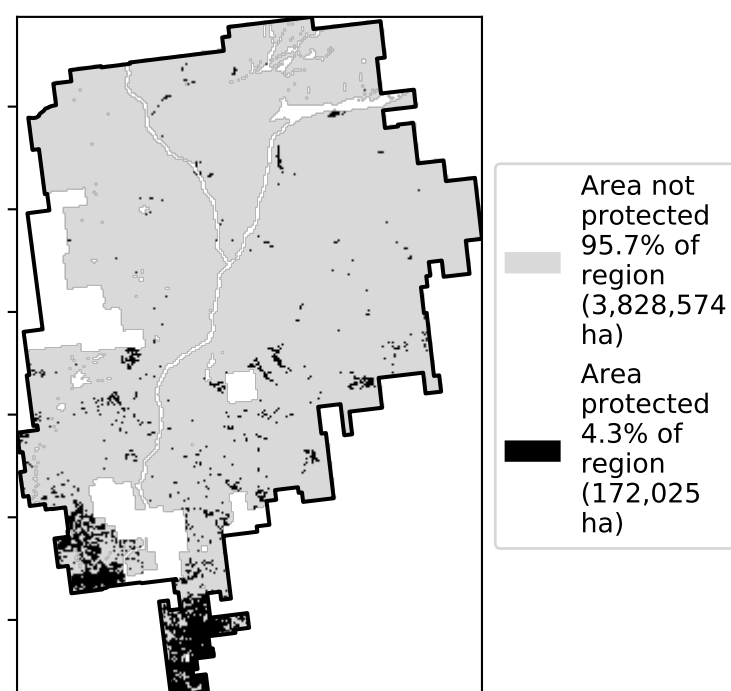 Area not
protected
95.7% of
region
(3,828,574
ha)
Area
protected
4.3% of
region
(172,025
ha)